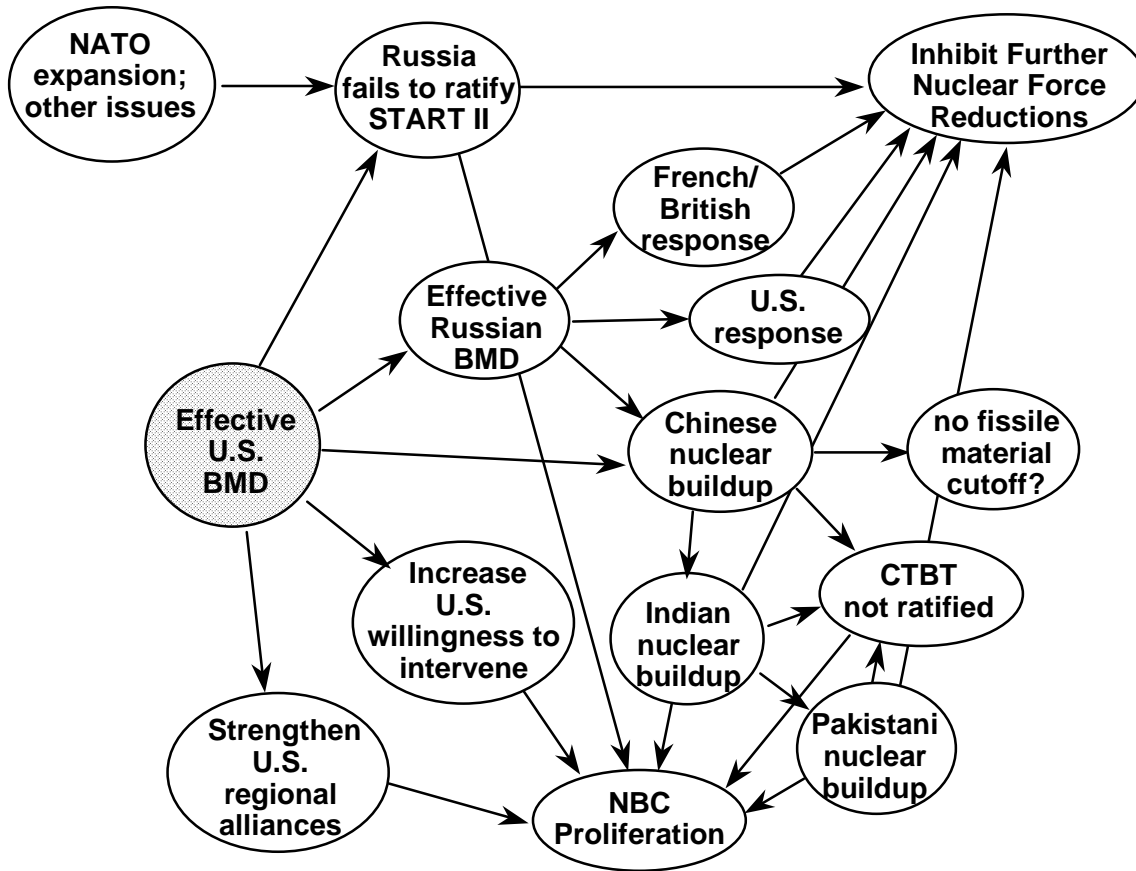 NATO
expansion;
other issues
Russia
fails to ratify
START II
Inhibit Further
Nuclear Force
Reductions
French/
British
response
Effective
Russian
BMD
U.S.
response
Effective
U.S.
BMD
Chinese
nuclear
buildup
no fissile
material
cutoff?
Increase
U.S.
willingness to
intervene
Indian
nuclear
buildup
CTBT
not ratified
Strengthen
U.S.
regional
alliances
Pakistani
nuclear
buildup
NBC
Proliferation